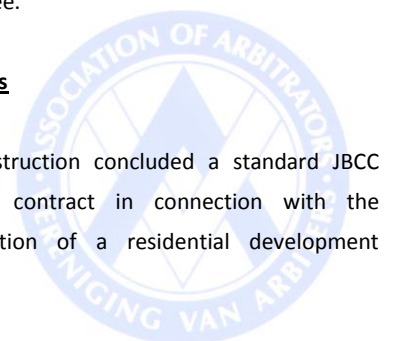 ee.
s
struction concluded a standard JBCC
contract in connection with the
tion of a residential development
ASSOCIATION OF ARBITRATORS
VERENIGING VAN ARBITERS